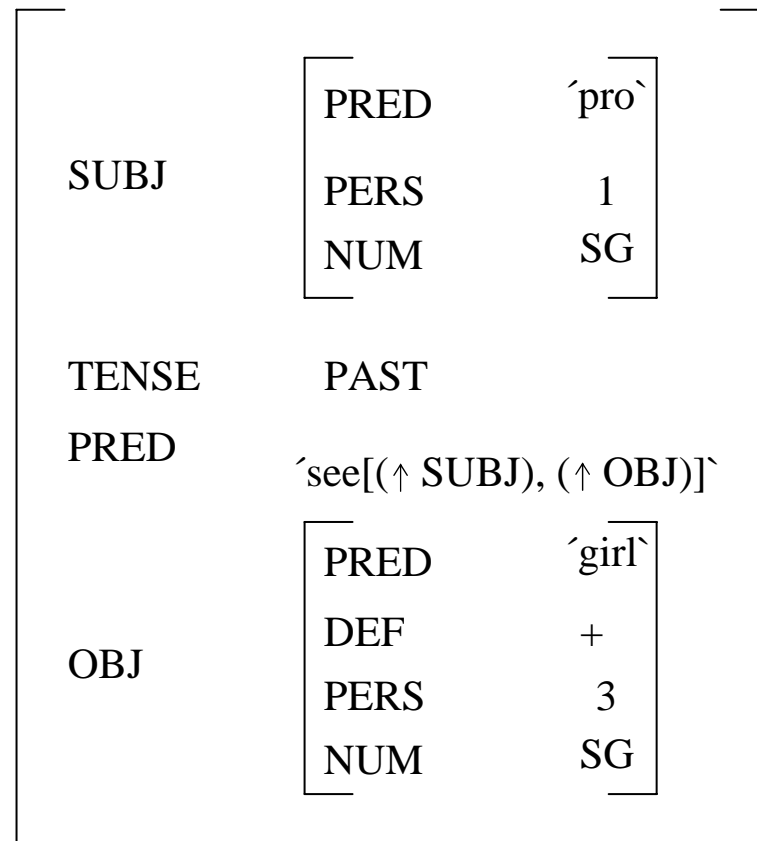 PRED ´pro`
SUBJ
PERS 1
NUM SG
TENSE PAST
PRED
´see[(↑ SUBJ), (↑ OBJ)]`
PRED ´girl`
DEF +
OBJ
PERS 3
NUM SG